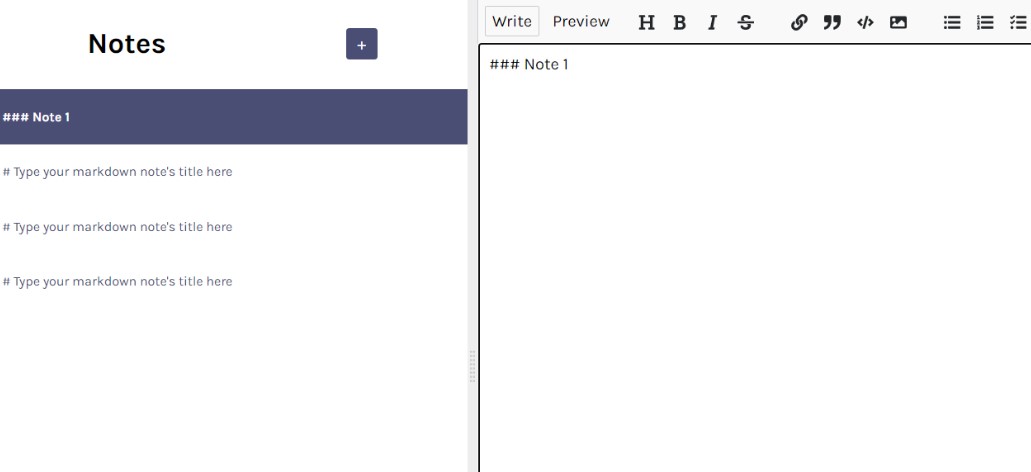 Notes
+
### Note 1
# Type your markdown note's title here
# Type your markdown note's title here
# Type your markdown note's title here
Write Preview H B I S
### Note 1